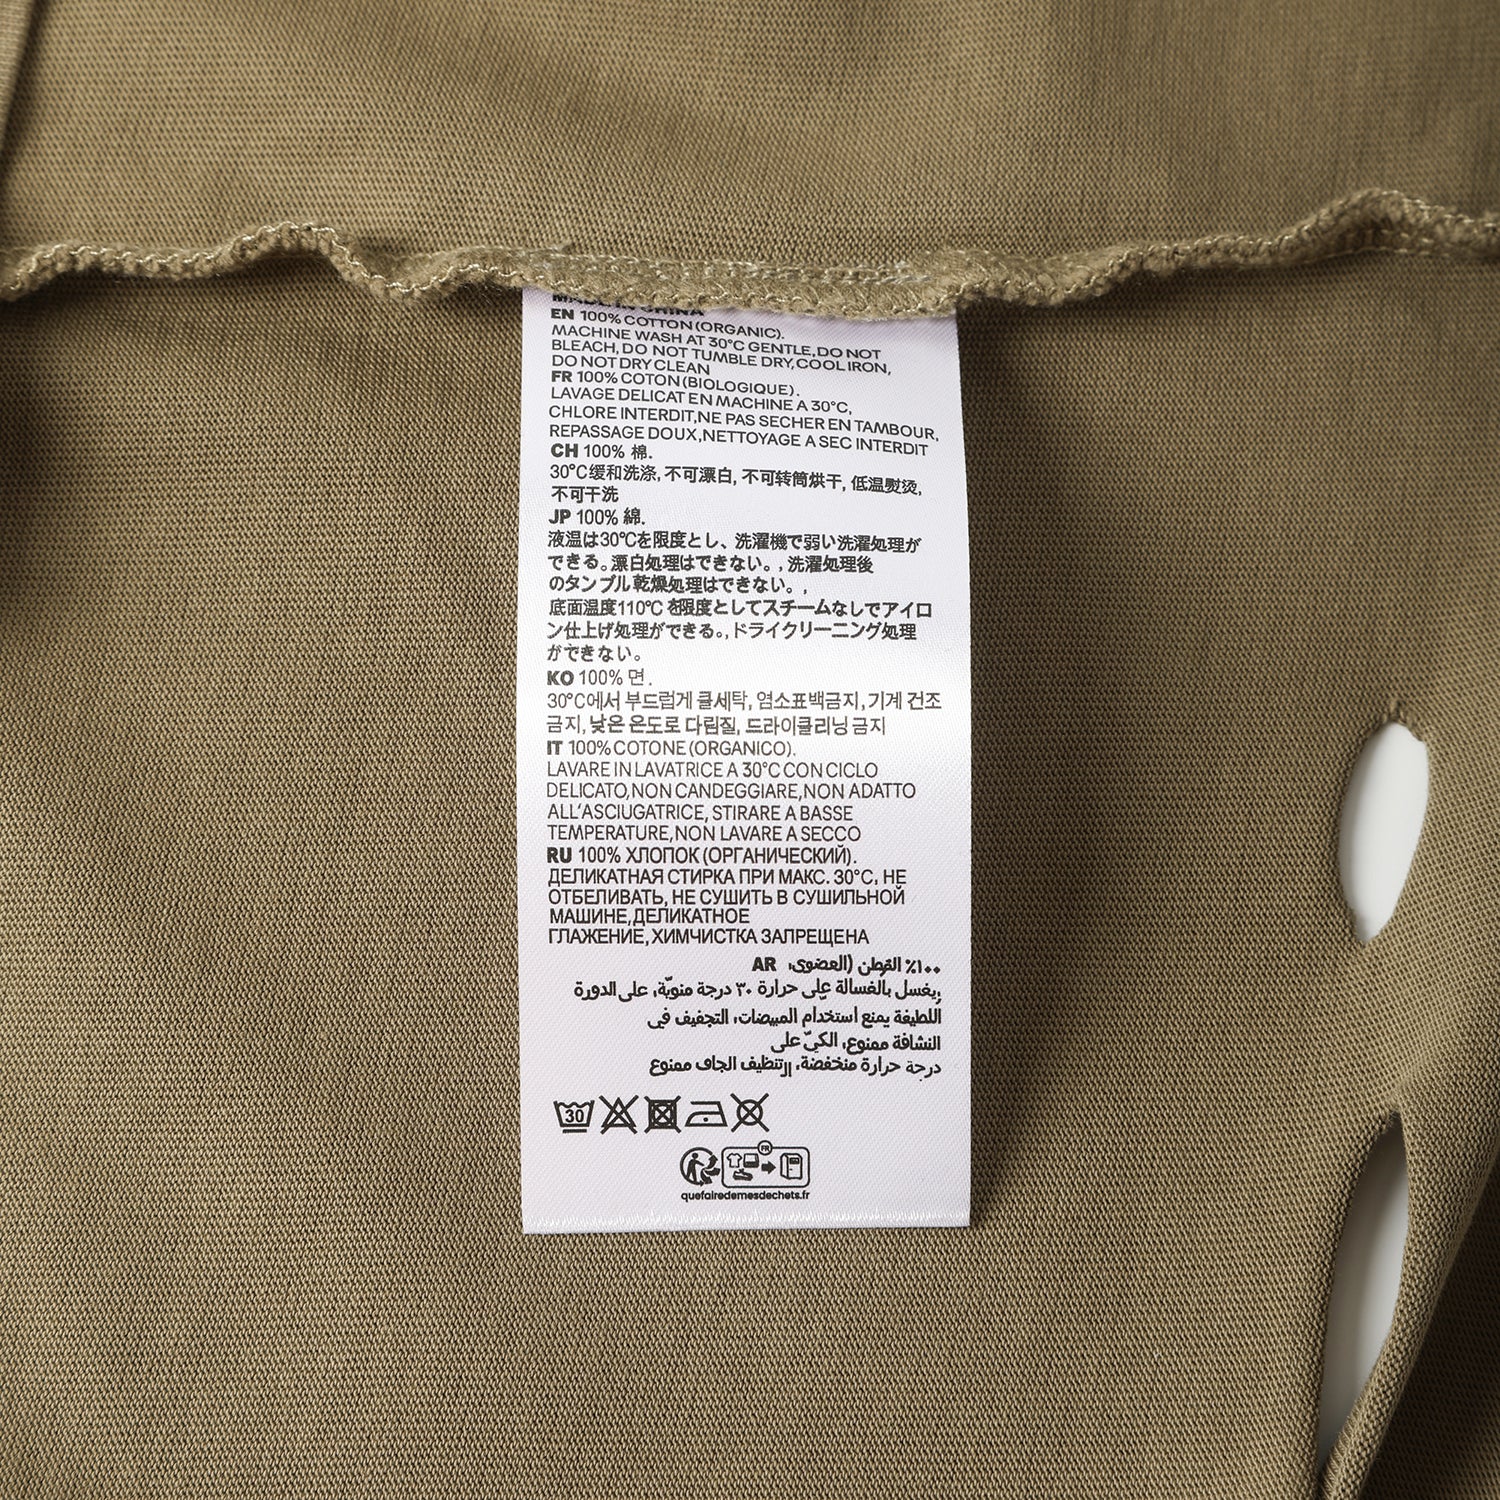 MADE IN CHINA
EN 100% COTTON(ORGANIC).
MACHINE WASH AT 30°C GENTLE,DO NOT
BLEACH,DO NOT TUMBLE DRY,COOL IRON,
DO NOT DRY CLEAN
FR 100% COTON(BIOLOGIQUE).
LAVAGE DELICAT EN MACHINE A 30°C,
CHLORE INTERDIT,NE PAS SECHER EN TAMBOUR,
REPASSAGE DOUX,NETTOYAGE A SEC INTERDIT
CH 100% 棉.
30°C缓和洗涤, 不可漂白, 不可转筒烘干, 低温熨烫,
不可干洗
JP 100% 綿.
液温は30℃を限度とし、洗濯機で弱い洗濯処理が
できる。漂白処理はできない。, 洗濯処理後
のタンブル乾燥処理はできない。,
底面温度110℃を限度としてスチームなしでアイロ
ン仕上げ処理ができる。,ドライクリーニング処理
ができない。
KO 100% 면.
30°C에서 부드럽게 클세탁, 염소표백금지,기계 건조
금지, 낮은 온도로 다림질, 드라이클리닝 금지
IT 100% COTONE (ORGANICO).
LAVARE IN LAVATRICE A 30°C CON CICLO
DELICATO,NON CANDEGGIARE,NON ADATTO
ALL'ASCIUGATRICE, STIRARE A BASSE
TEMPERATURE,NON LAVARE A SECCO
RU 100% ХЛОПОК (ОРГАНИЧЕСКИЙ).
ДЕЛИКАТНАЯ СТИРКА ПРИ МАКС. 30°C, НЕ
ОТБЕЛИВАТЬ, НЕ СУШИТЬ В СУШИЛЬНОЙ
МАШИНЕ,ДЕЛИКАТНОЕ
ГЛАЖЕНИЕ,ХИМЧИСТКА ЗАПРЕЩЕНА
١٠٠٪ القطن (العضوي، AR
يغسل بالغسالة على حرارة ٣٠ درجة منوية، على الدورة
اللطيفة يمنع استخدام المبيضات، التجفيف في
النشافة ممنوع، الكيّ على
درجة حرارة منخفضة، التنظيف الجاف ممنوع
30
FR
quefairedemesdechets.fr